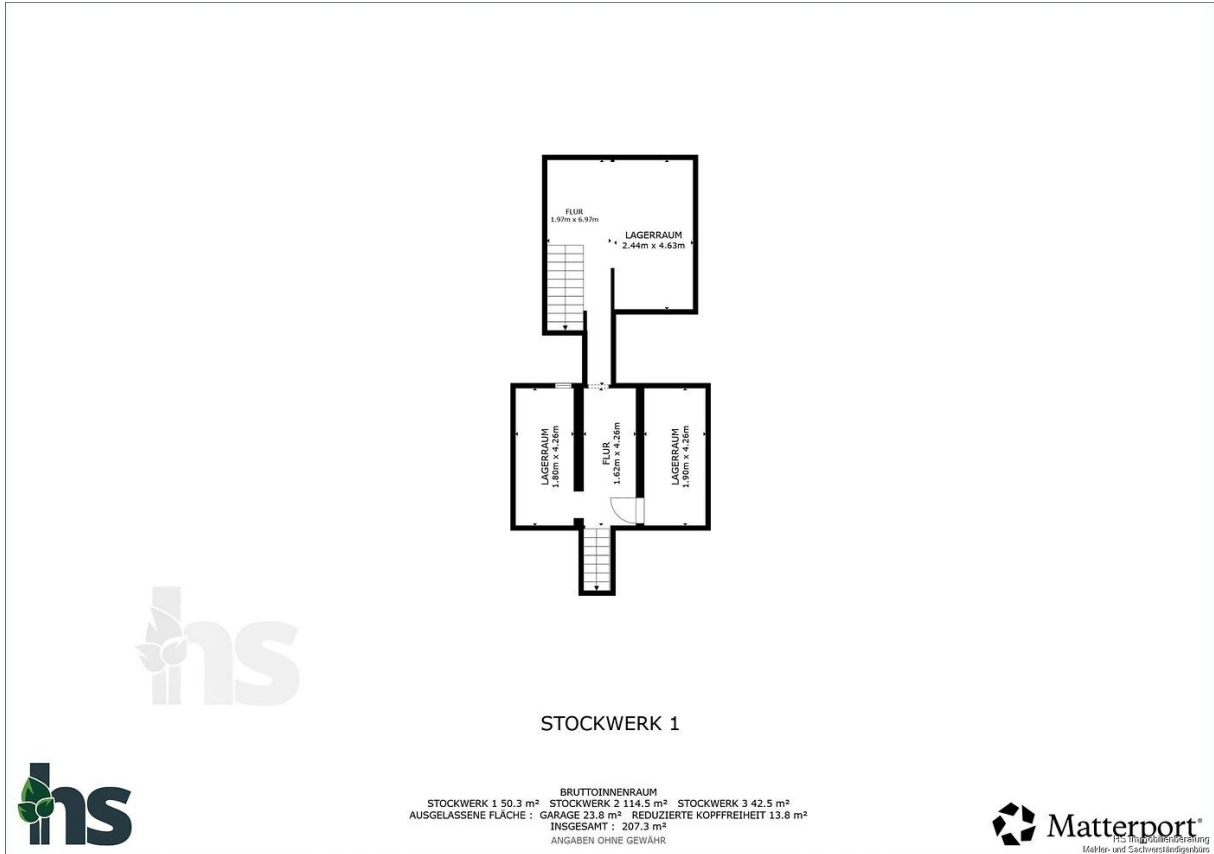 FLUR
1.97m x 6.97m
LAGERRAUM
2.44m x 4.63m
LAGERRAUM
1.80m x 4.26m
FLUR
1.62m x 4.26m
LAGERRAUM
1.90m x 4.26m
hs
STOCKWERK 1
hs
BRUTTOINNENRAUM
STOCKWERK 1 50.3 m² STOCKWERK 2 114.5 m² STOCKWERK 3 42.5 m²
AUSGELASSENE FLÄCHE : GARAGE 23.8 m² REDUZIERTE KOPFFREIHEIT 13.8 m²
INSGESAMT : 207.3 m²
ANGABEN OHNE GEWÄHR
Matterport®
HS Immobilienberatung
Makler- und Sachverständigenbüro